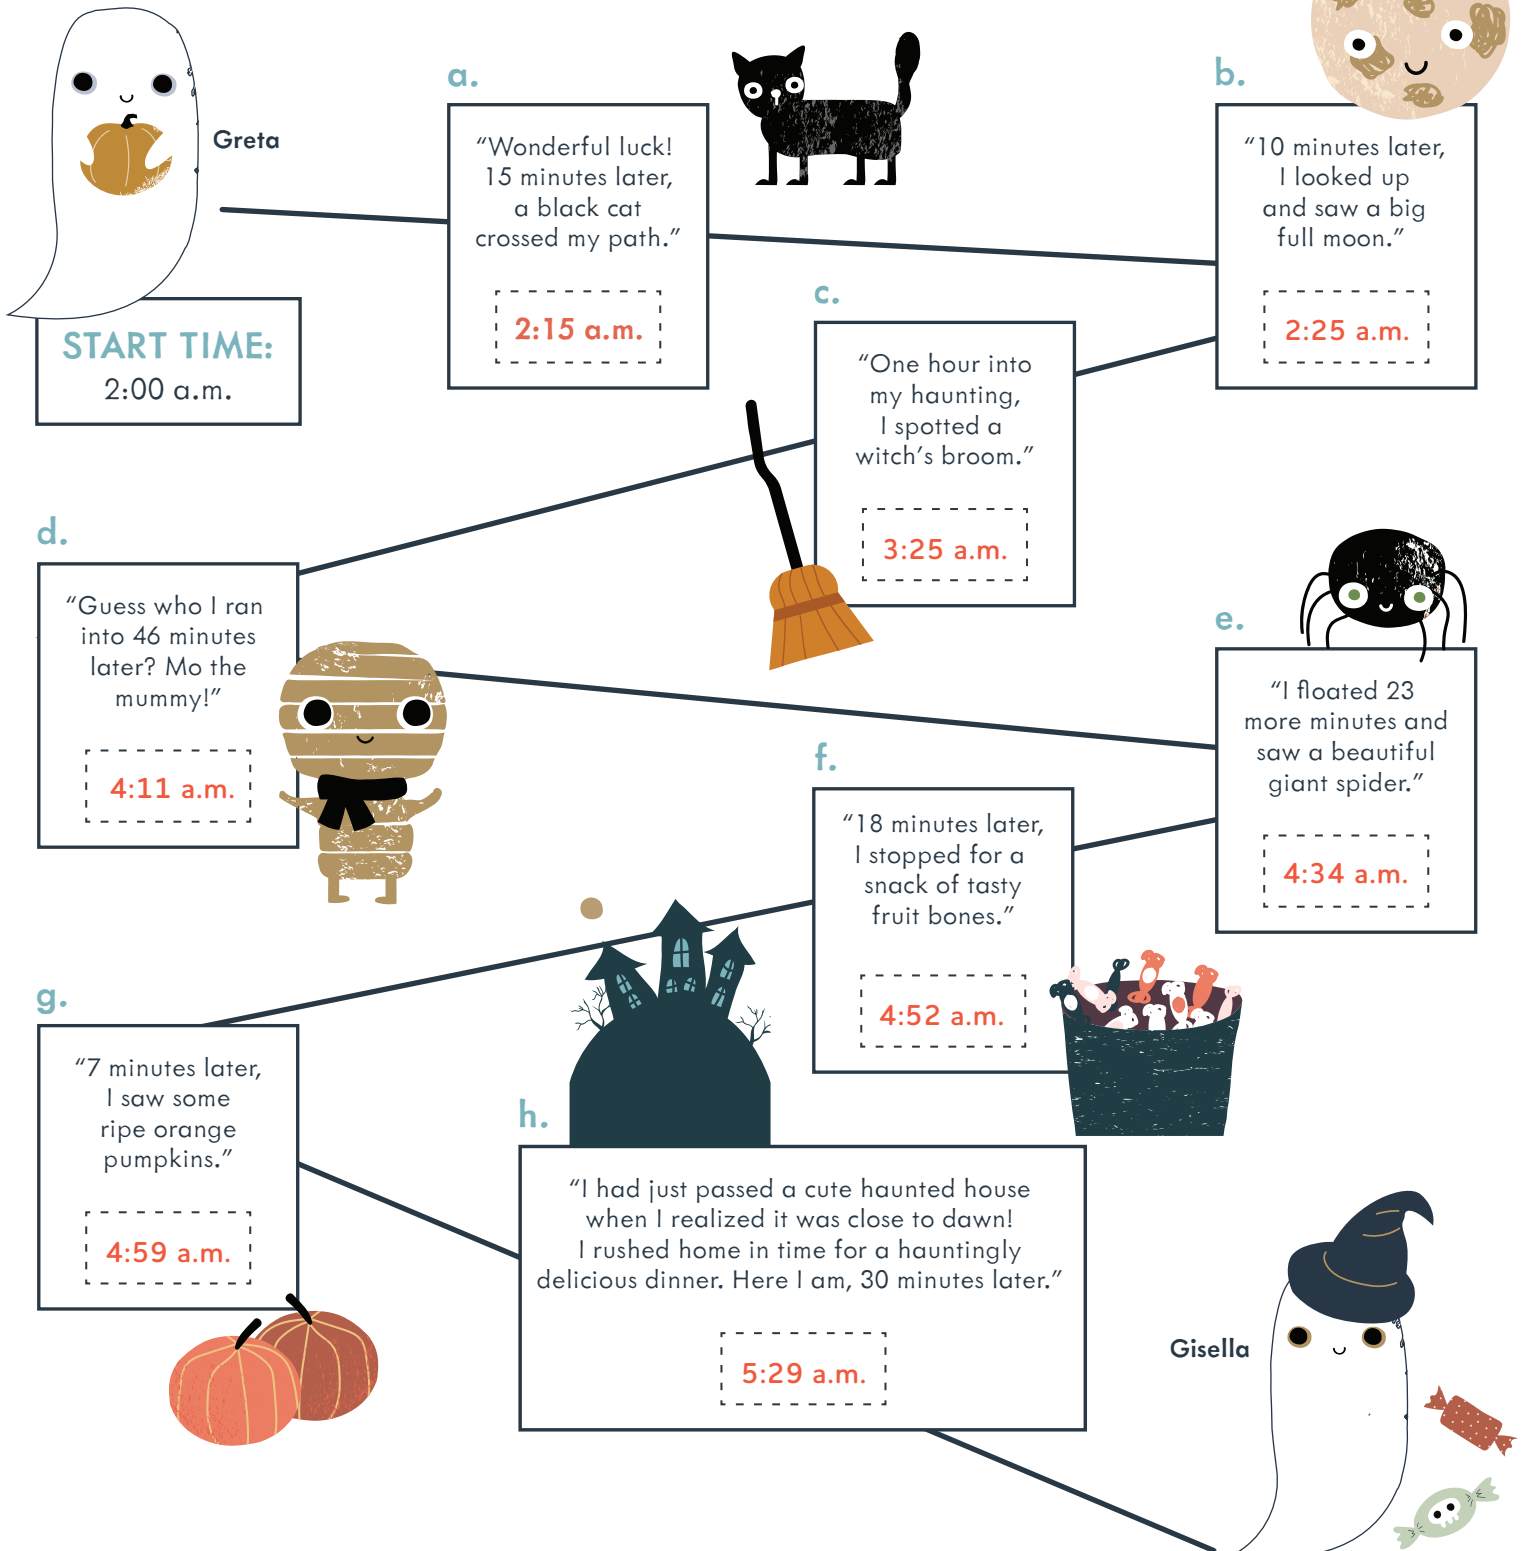 Greta
START TIME:
2:00 a.m.
a.
“Wonderful luck!
15 minutes later,
a black cat
crossed my path.”
2:15 a.m.
b.
“10 minutes later,
I looked up
and saw a big
full moon.”
2:25 a.m.
c.
“One hour into
my haunting,
I spotted a
witch’s broom.”
3:25 a.m.
d.
“Guess who I ran
into 46 minutes
later? Mo the
mummy!”
4:11 a.m.
e.
“I floated 23
more minutes and
saw a beautiful
giant spider.”
4:34 a.m.
f.
“18 minutes later,
I stopped for a
snack of tasty
fruit bones.”
4:52 a.m.
g.
“7 minutes later,
I saw some
ripe orange
pumpkins.”
4:59 a.m.
h.
“I had just passed a cute haunted house
when I realized it was close to dawn!
I rushed home in time for a hauntingly
delicious dinner. Here I am, 30 minutes later.”
5:29 a.m.
Gisella